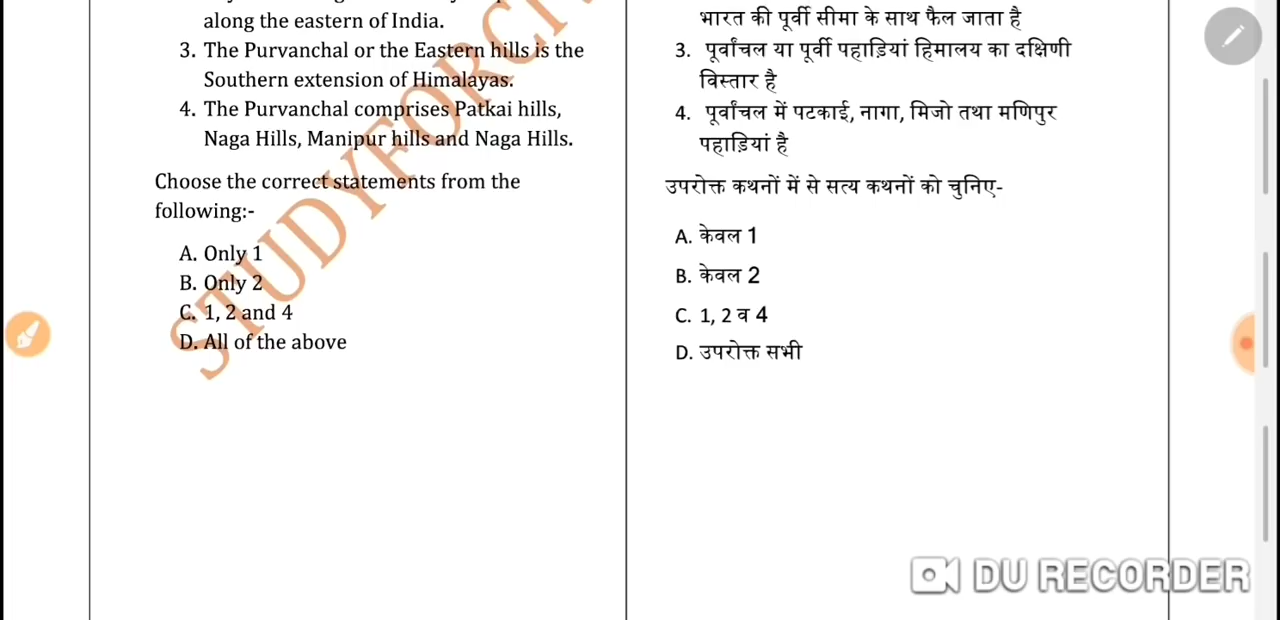 along the eastern of India.
3. The Purvanchal or the Eastern hills is the
Southern extension of Himalayas.
4. The Purvanchal comprises Patkai hills,
Naga Hills, Manipur hills and Naga Hills.
Choose the correct statements from the
following:-
A. Only 1
B. Only 2
C. 1, 2 and 4
D. All of the above
भारत की पूर्वी सीमा के साथ फैल जाता है
3. पूर्वांचल या पूर्वी पहाड़ियां हिमालय का दक्षिणी
विस्तार है
4. पूर्वांचल में पटकाई, नागा, मिजो तथा मणिपुर
पहाड़ियां है
उपरोक्त कथनों में से सत्य कथनों को चुनिए-
A. केवल 1
B. केवल 2
C. 1, 2 व 4
D. उपरोक्त सभी
STUDYFORCIV
DU RECORDER